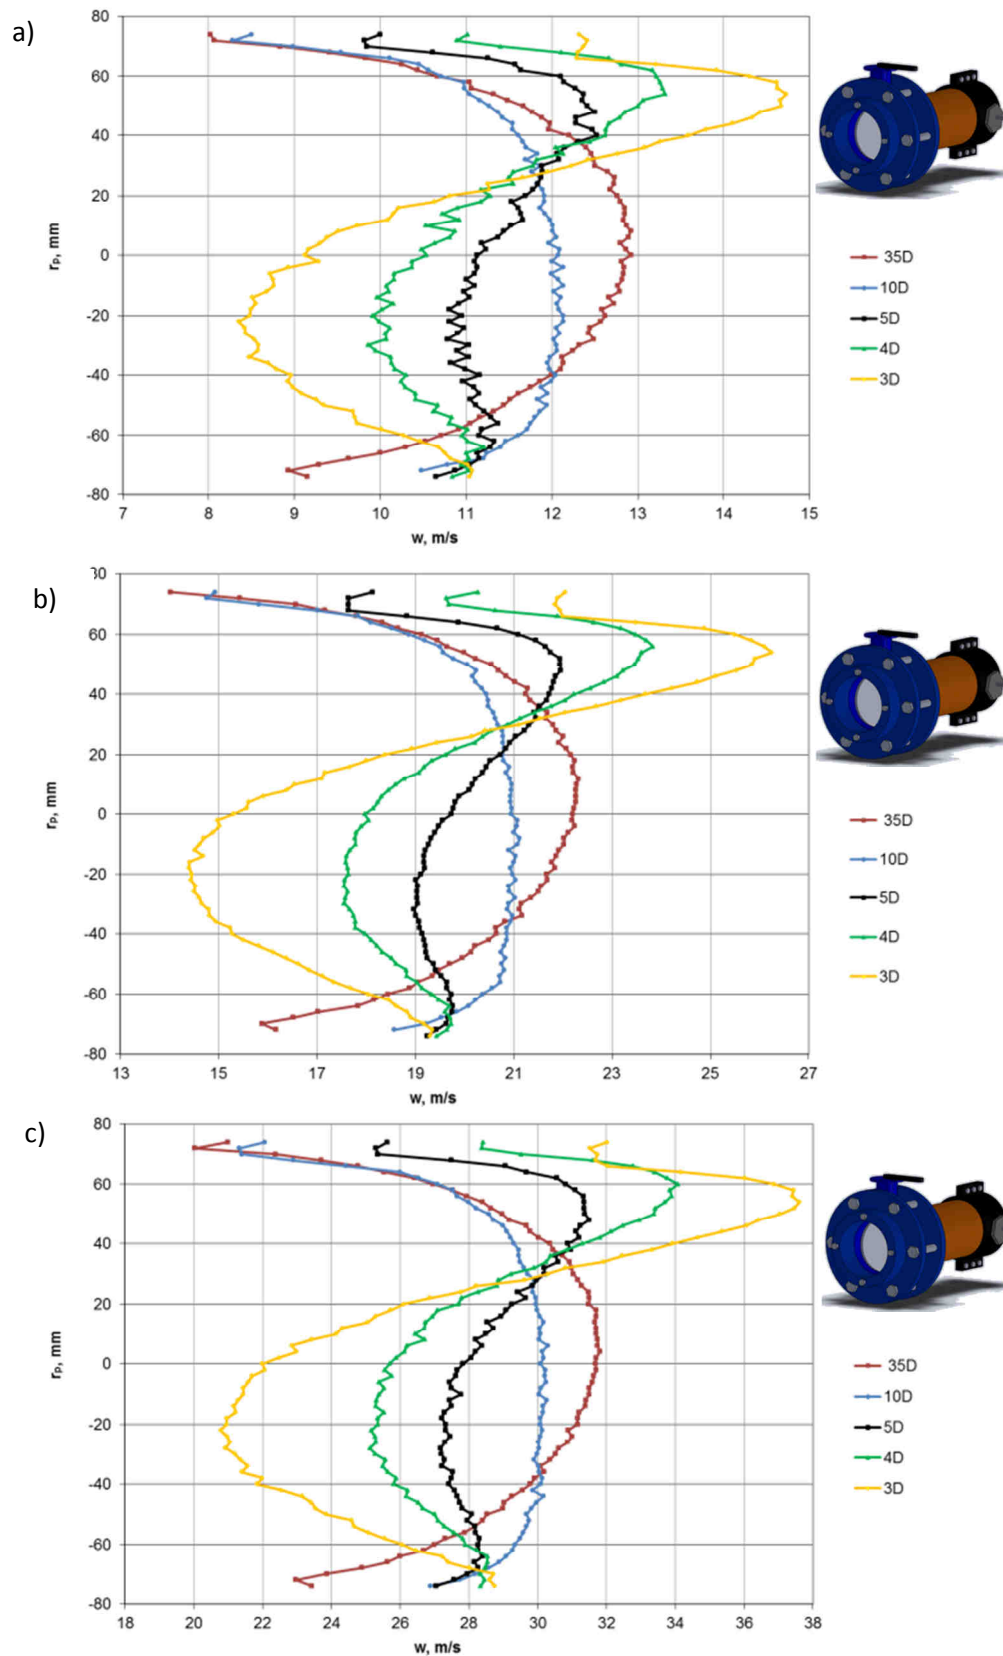 a)
80
60
40
20
0
-20
-40
-60
-80
rₚ, mm
7 8 9 10 11 12 13 14 15
w, m/s
35D
10D
5D
4D
3D
b)
80
60
40
20
0
-20
-40
-60
-80
rₚ, mm
13 15 17 19 21 23 25 27
w, m/s
35D
10D
5D
4D
3D
c)
80
60
40
20
0
-20
-40
-60
-80
rₚ, mm
18 20 22 24 26 28 30 32 34 36 38
w, m/s
35D
10D
5D
4D
3D